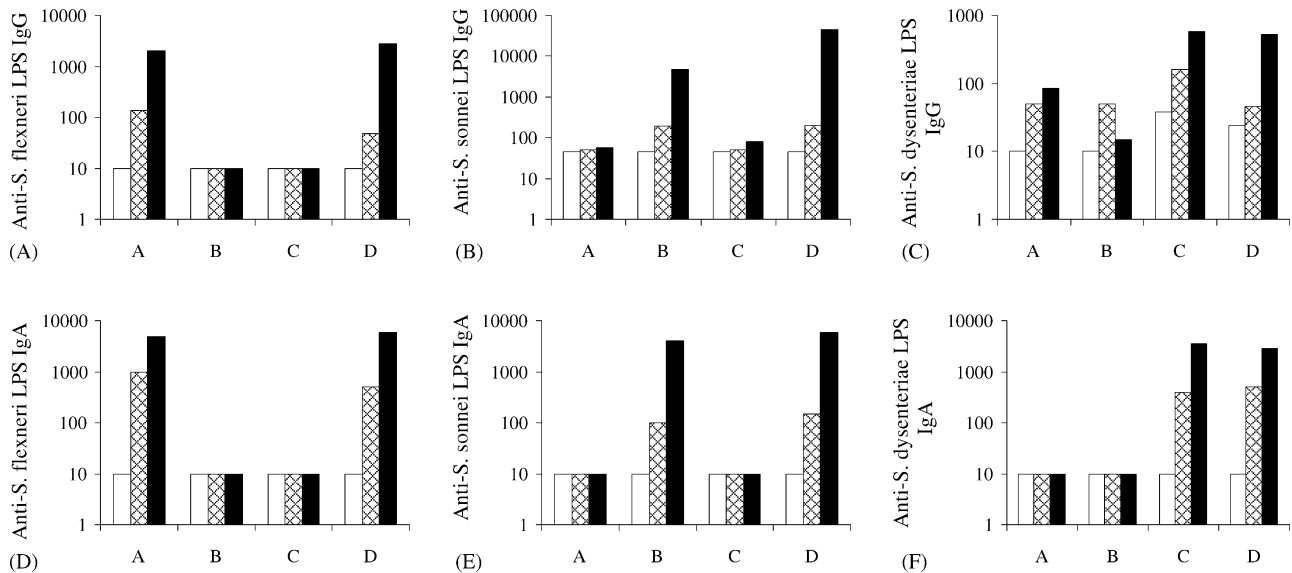 Anti-S. flexneri LPS IgG
10000
1000
100
10
1
A B C D
(A)
Anti-S. sonnei LPS IgG
100000
10000
1000
100
10
1
A B C D
(B)
Anti-S. dysenteriae LPS
IgG
1000
100
10
1
A B C D
(C)
Anti-S. flexneri LPS IgA
10000
1000
100
10
1
A B C D
(D)
Anti-S. sonnei LPS IgA
10000
1000
100
10
1
A B C D
(E)
Anti-S. dysenteriae LPS
IgA
10000
1000
100
10
1
A B C D
(F)